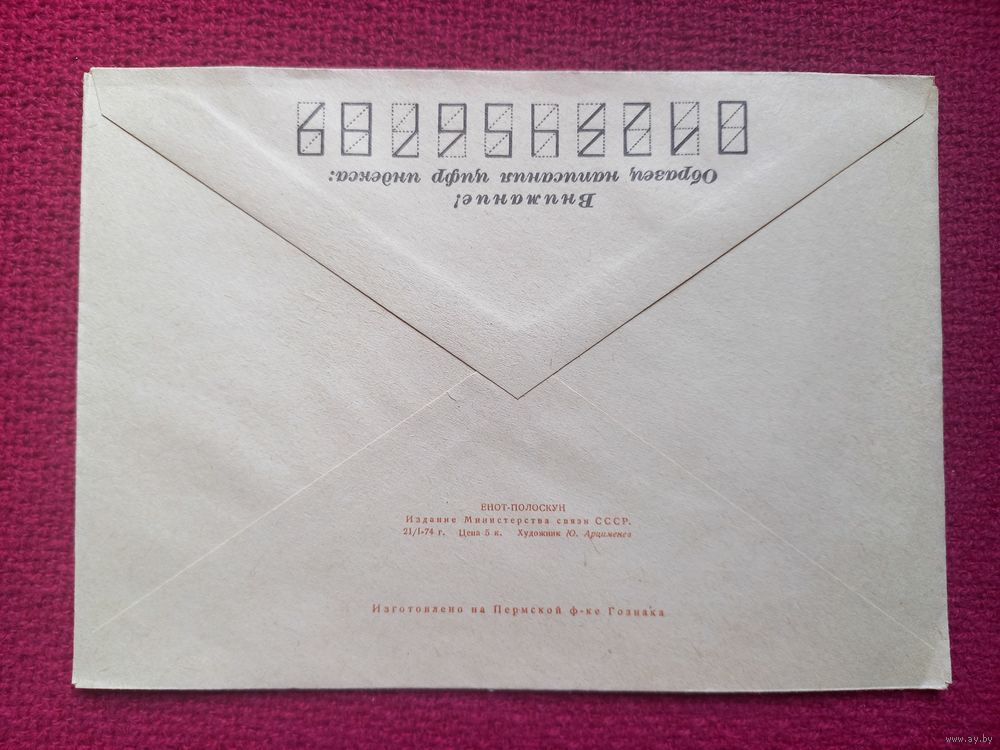 Внимание!
Образец написания цифр индекса:
0123456789
ЕНОТ-ПОЛОСКУН
Издание Министерства связи СССР.
21/I-74 г. Цена 5 к. Художник Ю. Арцименев
Изготовлено на Пермской ф-ке Гознака
www.ay.by